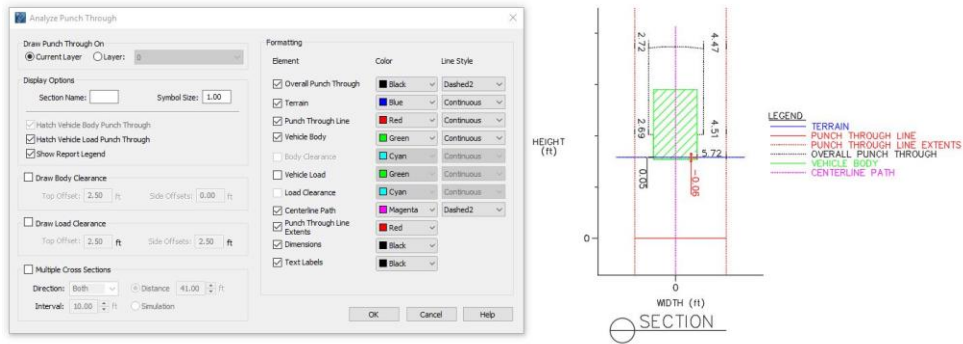 Analyze Punch Through
Draw Punch Through On
Current Layer
Layer:
0
Display Options
Section Name:
Symbol Size: 1.00
Hatch Vehicle Body Punch Through
Hatch Vehicle Load Punch Through
Show Report Legend
Draw Body Clearance
Top Offset: 2.50 ft
Side Offsets: 0.00 ft
Draw Load Clearance
Top Offset: 2.50 ft
Side Offsets: 2.50 ft
Multiple Cross Sections
Direction: Both
Distance 41.00 ft
Interval: 10.00 ft
Simulation
Formatting
Element Color Line Style
Overall Punch Through Black Dashed2
Terrain Blue Continuous
Punch Through Line Red Continuous
Vehicle Body Green Continuous
Body Clearance Cyan Continuous
Vehicle Load Green Continuous
Load Clearance Cyan Continuous
Centerline Path Magenta Dashed2
Punch Through Line Extents Red
Dimensions Black
Text Labels Black
OK Cancel Help
2.72
4.47
2.69
4.51
5.72
0.05
-0.06
HEIGHT
(ft)
0
0
WIDTH (ft)
SECTION
LEGEND
TERRAIN
PUNCH THROUGH LINE
PUNCH THROUGH LINE EXTENTS
OVERALL PUNCH THROUGH
VEHICLE BODY
CENTERLINE PATH